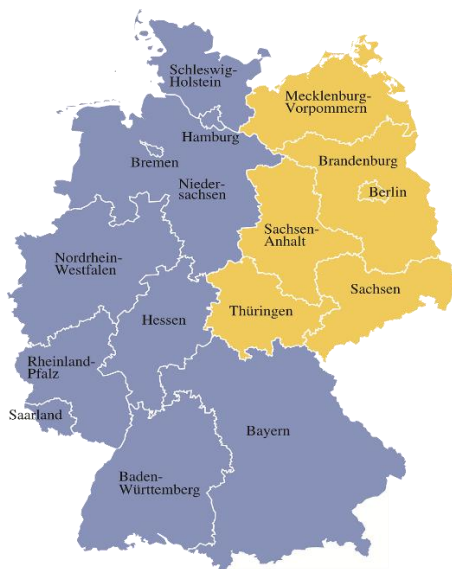 Schleswig-
Holstein
Mecklenburg-
Vorpommern
Hamburg
Bremen
Brandenburg
Nieder-
sachsen
Berlin
Sachsen-
Anhalt
Nordrhein-
Westfalen
Sachsen
Thüringen
Hessen
Rheinland-
Pfalz
Saarland
Bayern
Baden-
Württemberg